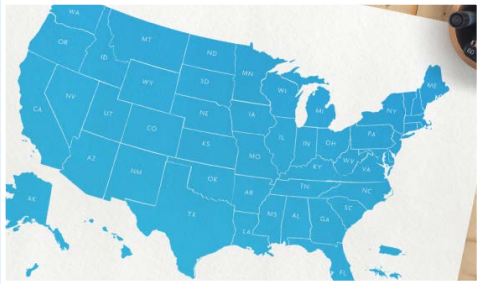 WA
MT
ND
OR
ID
MN
SD
WI
WY
MI
ME
NY
IA
NE
NV
PA
IL
IN
OH
UT
CA
CO
KS
MO
WV
VA
KY
AZ
NM
OK
TN
NC
AR
SC
MS
AL
GA
TX
LA
AK
FL
60